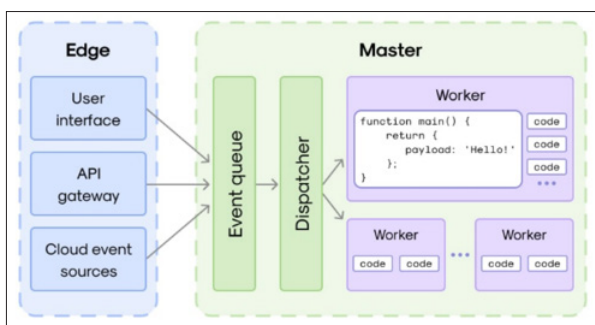 Edge
User
interface
API
gateway
Cloud event
sources
Master
Event queue
Dispatcher
Worker
function main() {
return {
payload: 'Hello!'
};
}
code
code
code
Worker
code code
Worker
code code